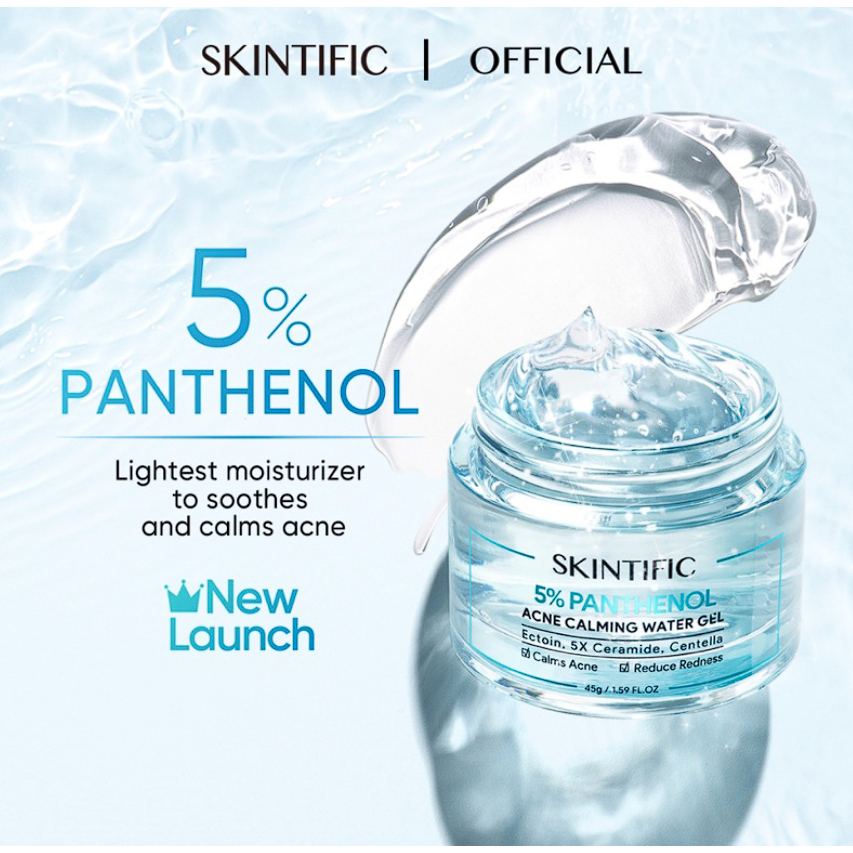 SKINTIFIC | OFFICIAL
5%
PANTHENOL
Lightest moisturizer
to soothes
and calms acne
New
Launch
SKINTIFIC
5% PANTHENOL
ACNE CALMING WATER GEL
Ectoin, 5X Ceramide, Centella
☑ Calms Acne ☑ Reduce Redness
45g / 1.59 FL.OZ